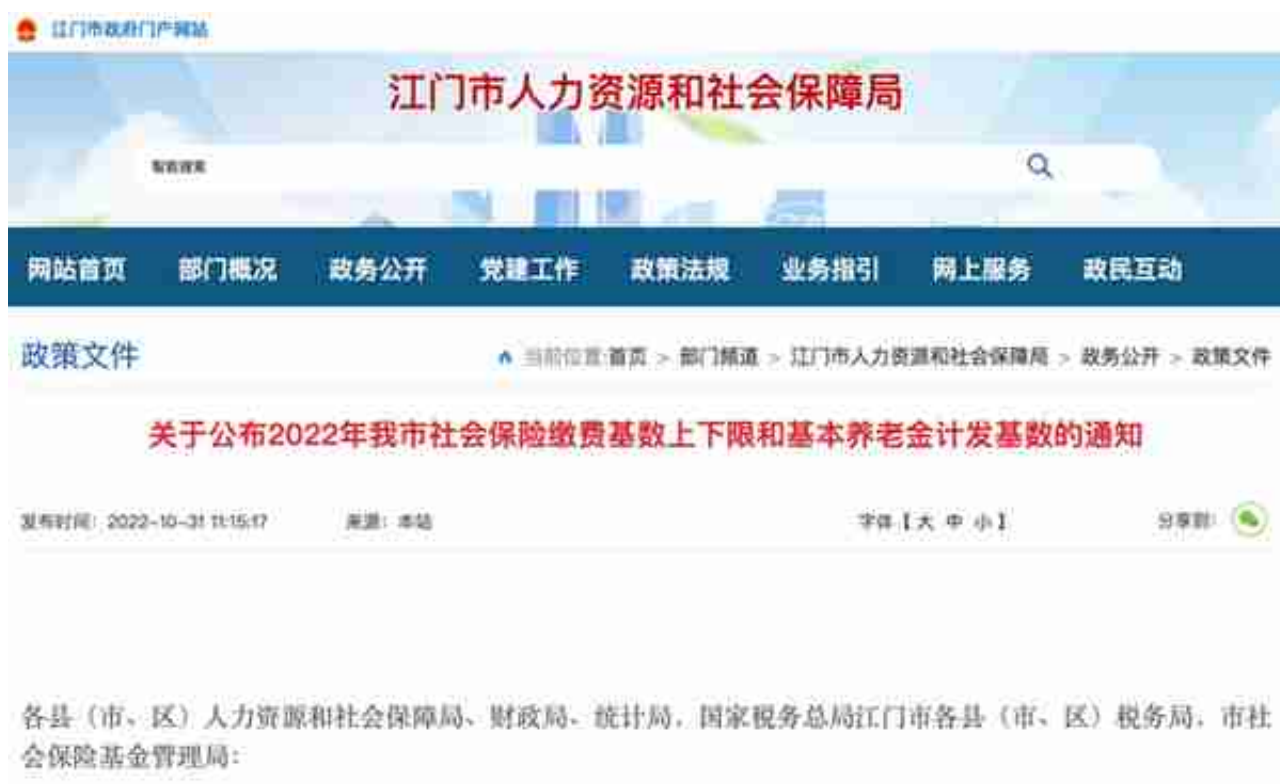 江门市政府门户网站
江门市人力资源和社会保障局
智能搜索
网站首页 部门概况 政务公开 党建工作 政策法规 业务指引 网上服务 政民互动
政策文件
当前位置:首页 > 部门频道 > 江门市人力资源和社会保障局 > 政务公开 > 政策文件
关于公布2022年我市社会保险缴费基数上下限和基本养老金计发基数的通知
发布时间：2022-10-31 11:15:17 来源：本站 字体【大 中 小】 分享到：
各县（市、区）人力资源和社会保障局、财政局、统计局，国家税务总局江门市各县（市、区）税务局，市社
会保险基金管理局：